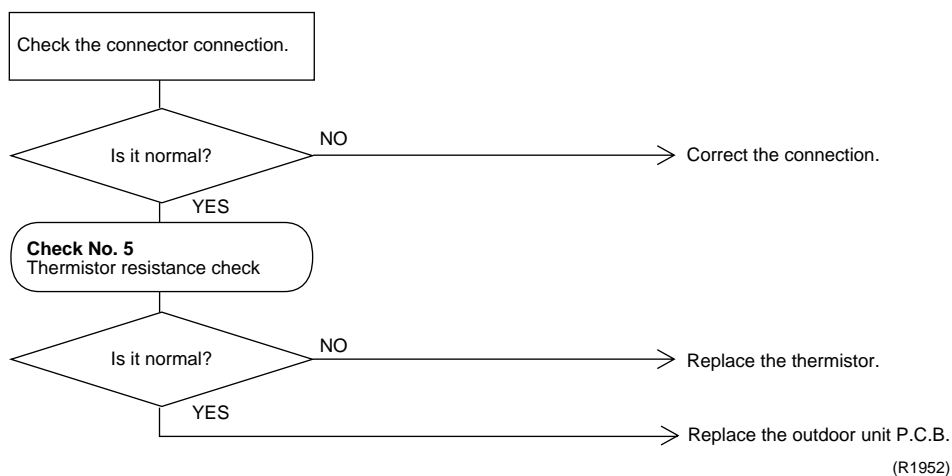 Check the connector connection.
Is it normal?
NO
Correct the connection.
YES
Check No. 5
Thermistor resistance check
Is it normal?
NO
Replace the thermistor.
YES
Replace the outdoor unit P.C.B.
(R1952)